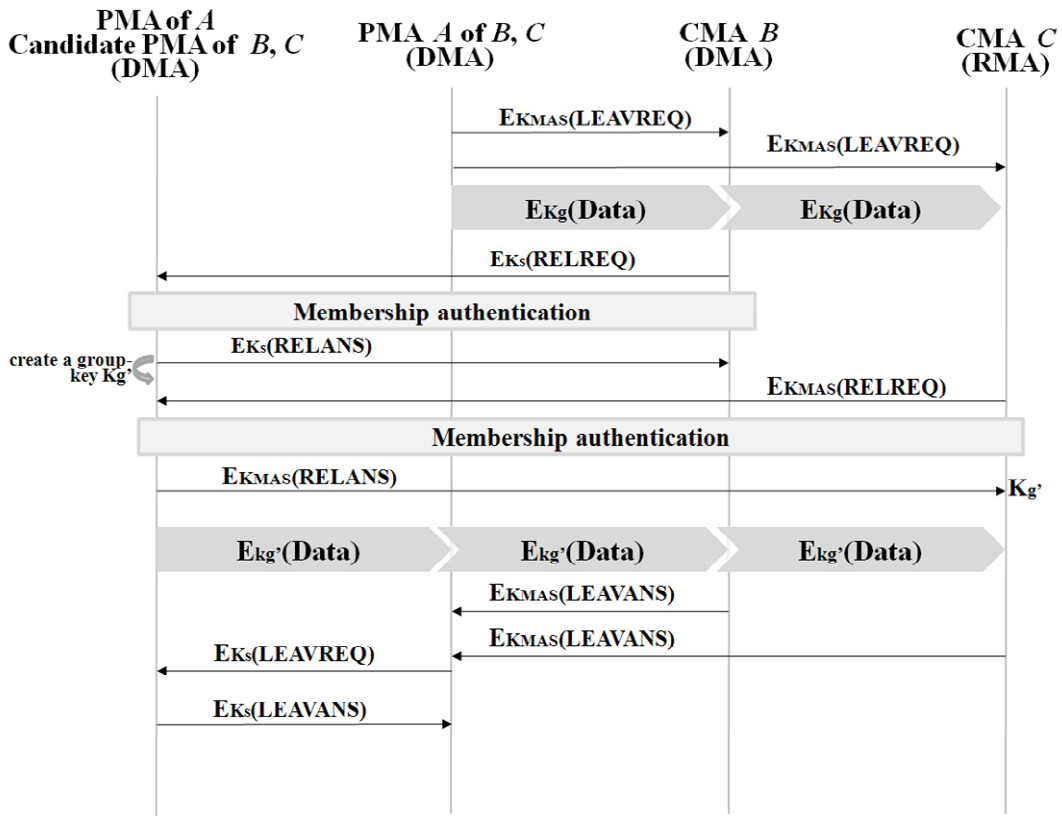 PMA of A
Candidate PMA of B, C
(DMA)
PMA A of B, C
(DMA)
CMA B
(DMA)
CMA C
(RMA)
EKMAS(LEAVREQ)
EKMAS(LEAVREQ)
EKg(Data)
EKg(Data)
EKs(RELREQ)
Membership authentication
EKs(RELANS)
create a group-
key Kg’
EKMAS(RELREQ)
Membership authentication
EKMAS(RELANS)
Kg’
Ekg’(Data)
Ekg’(Data)
Ekg’(Data)
EKMAS(LEAVANS)
EKMAS(LEAVANS)
EKs(LEAVREQ)
EKs(LEAVANS)